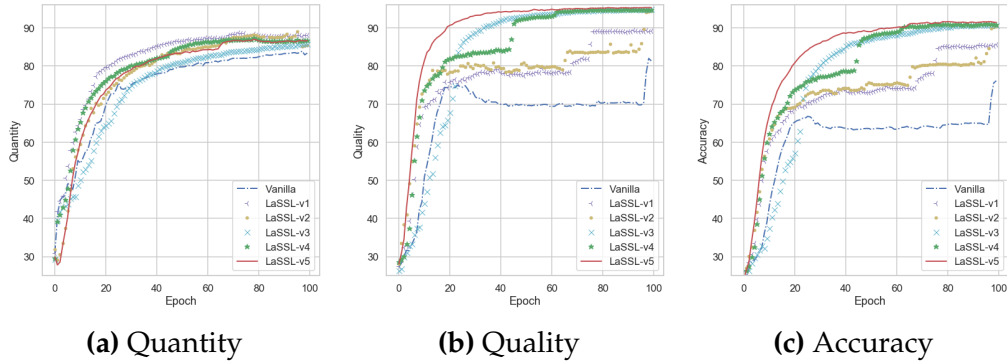 Quantity
90
80
70
60
50
40
30
0
20
40
60
80
100
Epoch
Vanilla
LaSSL-v1
LaSSL-v2
LaSSL-v3
LaSSL-v4
LaSSL-v5
(a) Quantity
Quality
90
80
70
60
50
40
30
0
20
40
60
80
100
Epoch
Vanilla
LaSSL-v1
LaSSL-v2
LaSSL-v3
LaSSL-v4
LaSSL-v5
(b) Quality
Accuracy
90
80
70
60
50
40
30
0
20
40
60
80
100
Epoch
Vanilla
LaSSL-v1
LaSSL-v2
LaSSL-v3
LaSSL-v4
LaSSL-v5
(c) Accuracy